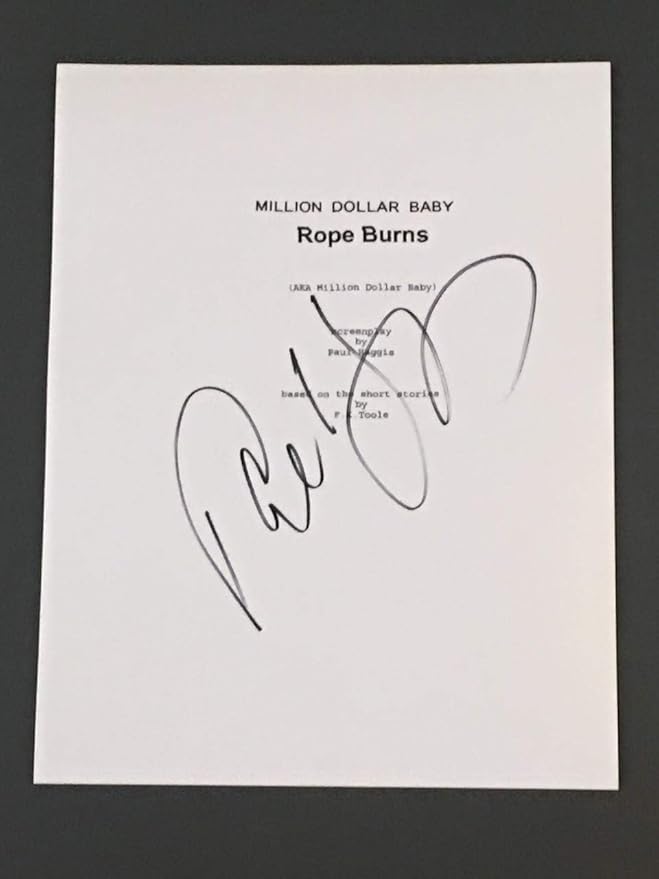 MILLION DOLLAR BABY
Rope Burns
(AKA Million Dollar Baby)
screenplay
by
Paul Haggis
based on the short stories
by
F.X Toole